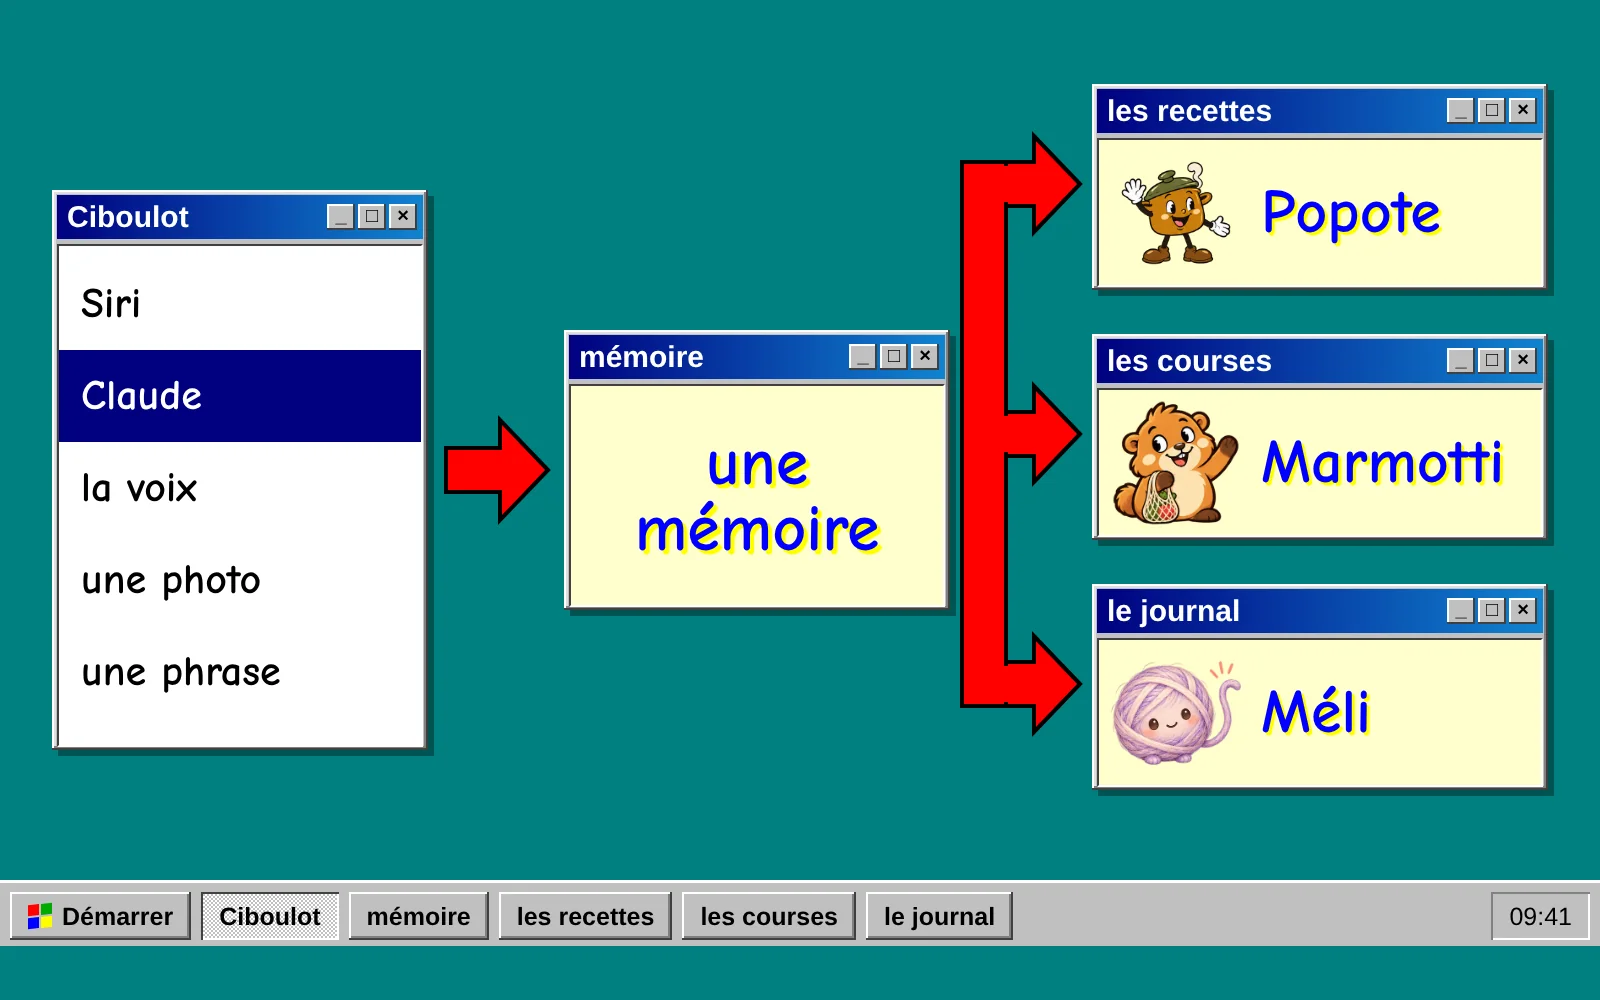 Ciboulot
Siri
Claude
la voix
une photo
une phrase
mémoire
une
mémoire
les recettes
Popote
les courses
Marmotti
le journal
Méli
Démarrer
Ciboulot
mémoire
les recettes
les courses
le journal
09:41